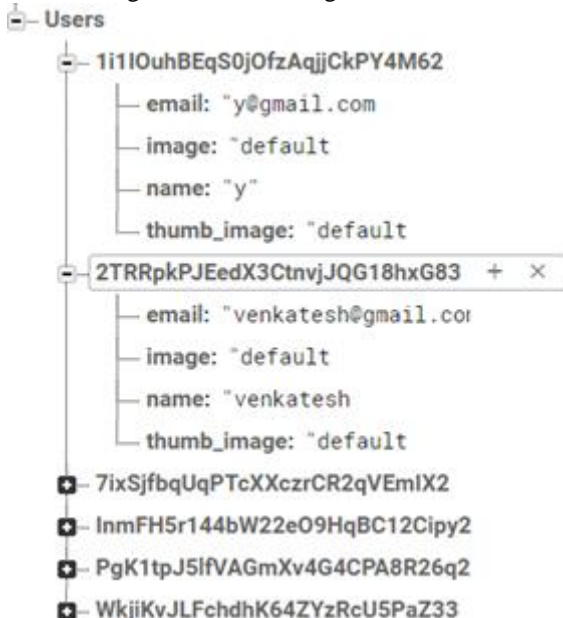 Users
1i1IOuhBEqS0jOfzAqjjCkPY4M62
email: "y@gmail.com
image: "default
name: "y"
thumb_image: "default
2TRRpkPJEedX3CtnvjJQG18hxG83 + ×
email: "venkatesh@gmail.cor
image: "default
name: "venkatesh
thumb_image: "default
7ixSjfbqUqPTcXXczrCR2qVEmIX2
InmFH5r144bW22eO9HqBC12Cipy2
PgK1tpJ5lfVAGmXv4G4CPA8R26q2
WkjiKvJLFchdhK64ZYzRcU5PaZ33